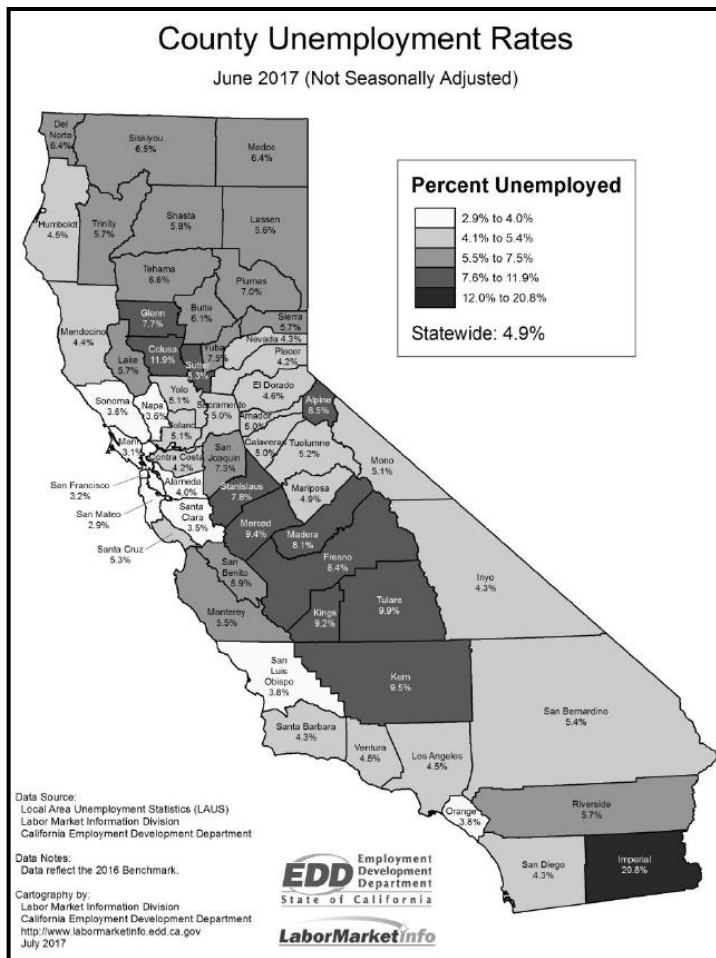 County Unemployment Rates
June 2017 (Not Seasonally Adjusted)
Del
Norte
6.4%
Siskiyou
6.5%
Modoc
6.4%
Percent Unemployed
2.9% to 4.0%
4.1% to 5.4%
5.5% to 7.5%
7.6% to 11.9%
12.0% to 20.8%
Statewide: 4.9%
Humboldt
4.5%
Trinity
5.7%
Shasta
5.8%
Lassen
5.6%
Tehama
6.6%
Plumas
7.0%
Glenn
7.7%
Butte
6.1%
Sierra
5.7%
Mendocino
4.4%
Colusa
11.9%
Yuba
7.5%
Nevada 4.3%
Placer
4.2%
Lake
5.7%
Sutter
8.3%
El Dorado
4.6%
Sonoma
3.6%
Napa
3.6%
Yolo
5.1%
Sacramento
5.0%
Alpine
8.5%
Amador
5.0%
Solano
5.1%
Marin
3.1%
Contra Costa
4.2%
San
Joaquin
7.3%
Calaveras
5.0%
Tuolumne
5.2%
Mono
5.1%
San Francisco
3.2%
Alameda
4.0%
Stanislaus
7.8%
Mariposa
4.9%
San Mateo
2.9%
Santa
Clara
3.5%
Merced
9.4%
Madera
8.1%
Santa Cruz
5.3%
Fresno
8.4%
San
Benito
5.9%
Inyo
4.3%
Monterey
5.5%
Kings
9.2%
Tulare
9.9%
San
Luis
Obispo
3.8%
Kern
9.5%
San Bernardino
5.4%
Santa Barbara
4.3%
Ventura
4.5%
Los Angeles
4.5%
Orange
3.8%
Riverside
5.7%
San Diego
4.3%
Imperial
20.8%
Data Source:
Local Area Unemployment Statistics (LAUS)
Labor Market Information Division
California Employment Development Department
Data Notes:
Data reflect the 2016 Benchmark.
Cartography by:
Labor Market Information Division
California Employment Development Department
http://www.labormarketinfo.edd.ca.gov
July 2017
EDD Employment
Development
Department
State of California
LaborMarketInfo